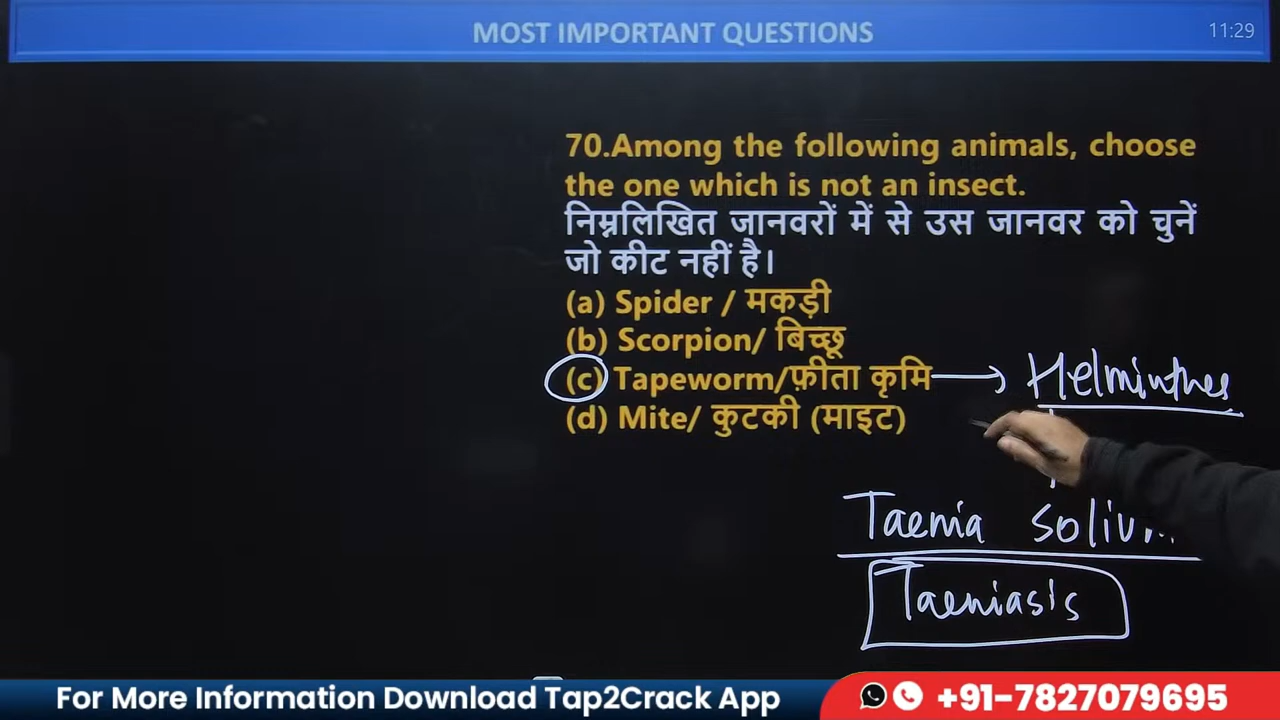 MOST IMPORTANT QUESTIONS
11:29
70.Among the following animals, choose
the one which is not an insect.
निम्नलिखित जानवरों में से उस जानवर को चुनें
जो कीट नहीं है।
(a) Spider / मकड़ी
(b) Scorpion/ बिच्छू
(c) Tapeworm/फ़ीता कृमि
Helminthes
(d) Mite/ कुटकी (माइट)
Taenia
Taeniasis
For More Information Download Tap2Crack App
+91-7827079695